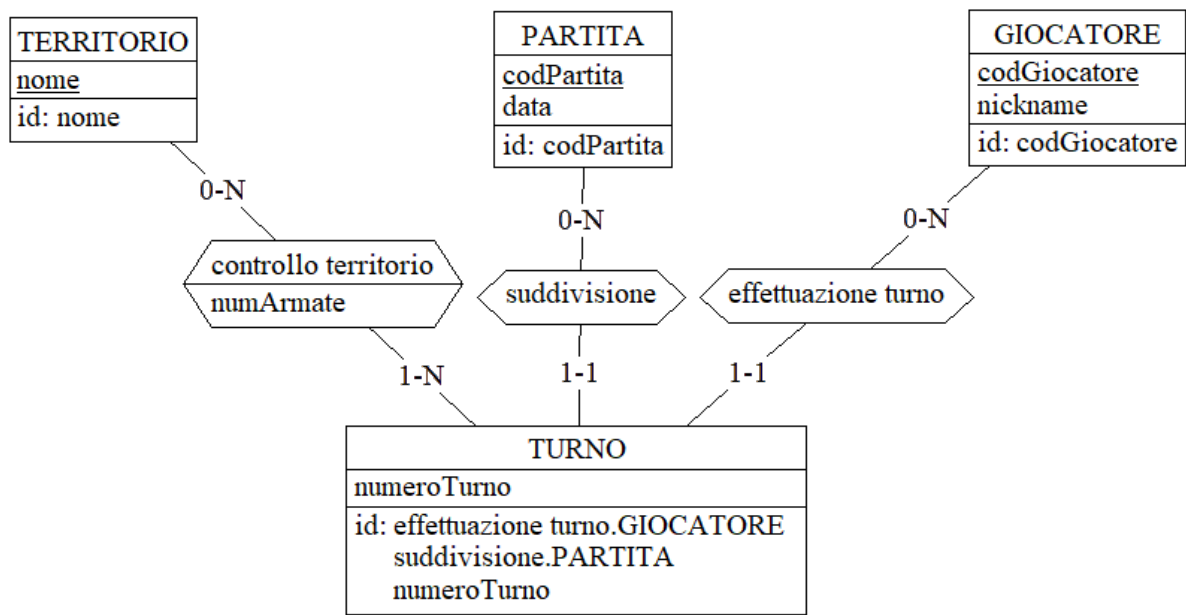 TERRITORIO
nome
id: nome
PARTITA
codPartita
data
id: codPartita
GIOCATORE
codGiocatore
nickname
id: codGiocatore
0-N
0-N
0-N
controllo territorio
numArmate
suddivisione
effettuazione turno
1-N
1-1
1-1
TURNO
numeroTurno
id: effettuazione turno.GIOCATORE
suddivisione.PARTITA
numeroTurno